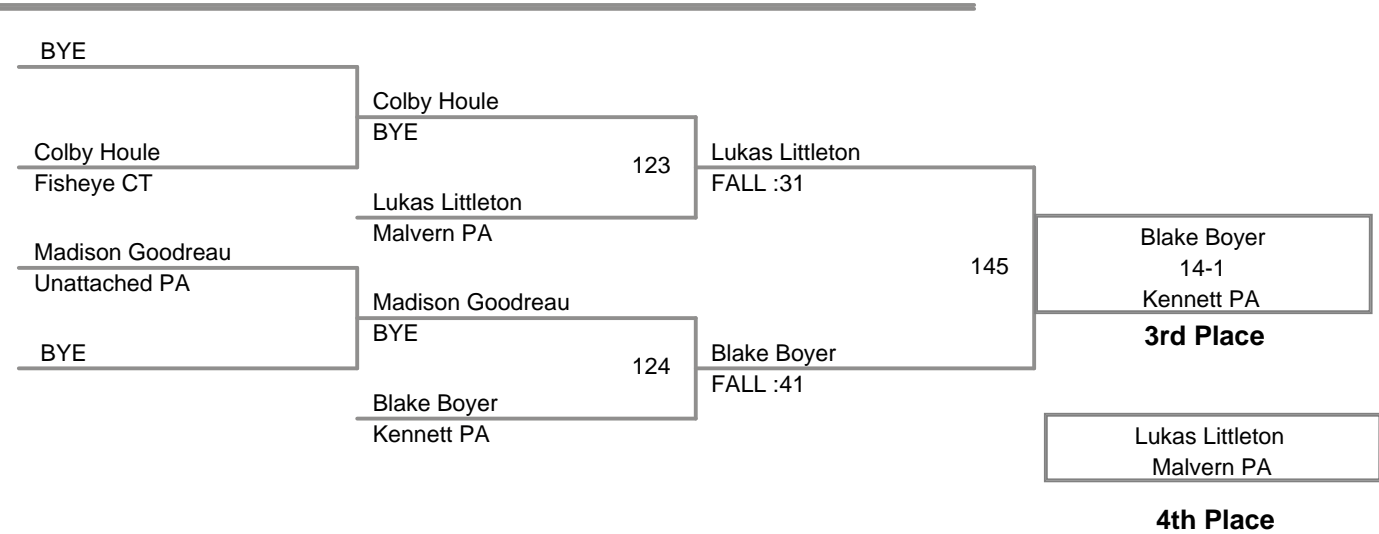 BYE
Colby Houle
BYE
Colby Houle
Fisheye CT
123
Lukas Littleton
FALL :31
Lukas Littleton
Malvern PA
Madison Goodreau
Unattached PA
145
Blake Boyer
14-1
Kennett PA
3rd Place
Madison Goodreau
BYE
BYE
124
Blake Boyer
FALL :41
Blake Boyer
Kennett PA
Lukas Littleton
Malvern PA
4th Place